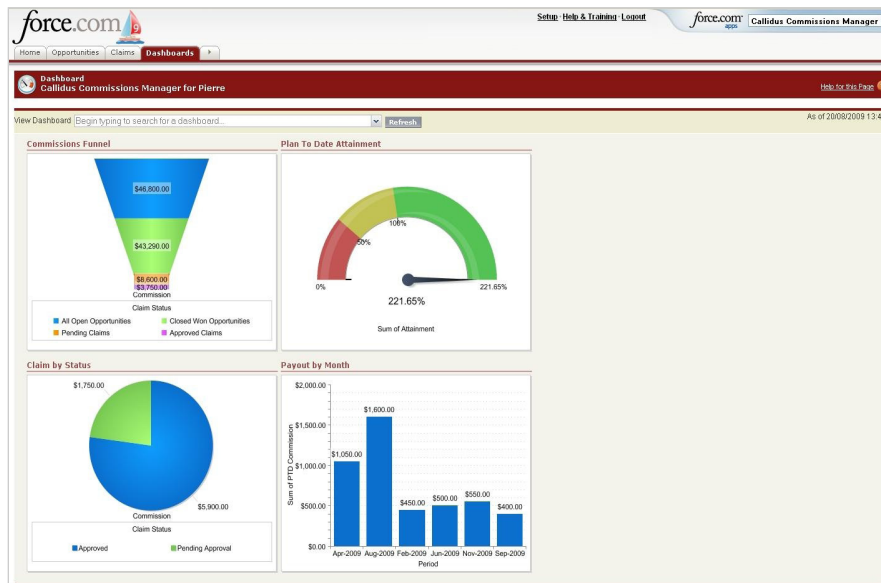 force.com 9
Setup · Help & Training · Logout
force.com apps
Callidus Commissions Manager
Home
Opportunities
Claims
Dashboards
Dashboard
Callidus Commissions Manager for Pierre
Help for this Page
View Dashboard
Begin typing to search for a dashboard...
Refresh
As of 20/08/2009 13:4
Commissions Funnel
$46,800.00
$43,290.00
$8,600.00
$3,750.00
Commission
Claim Status
All Open Opportunities
Closed Won Opportunities
Pending Claims
Approved Claims
Plan To Date Attainment
0%
50%
100%
221.65%
221.65%
Sum of Attainment
Claim by Status
$1,750.00
$5,900.00
Commission
Claim Status
Approved
Pending Approval
Payout by Month
Sum of PTD Commission
$2,000.00
$1,500.00
$1,000.00
$500.00
$0.00
$1,050.00
$1,600.00
$450.00
$500.00
$550.00
$400.00
Apr-2009 Aug-2009 Feb-2009 Jun-2009 Nov-2009 Sep-2009
Period